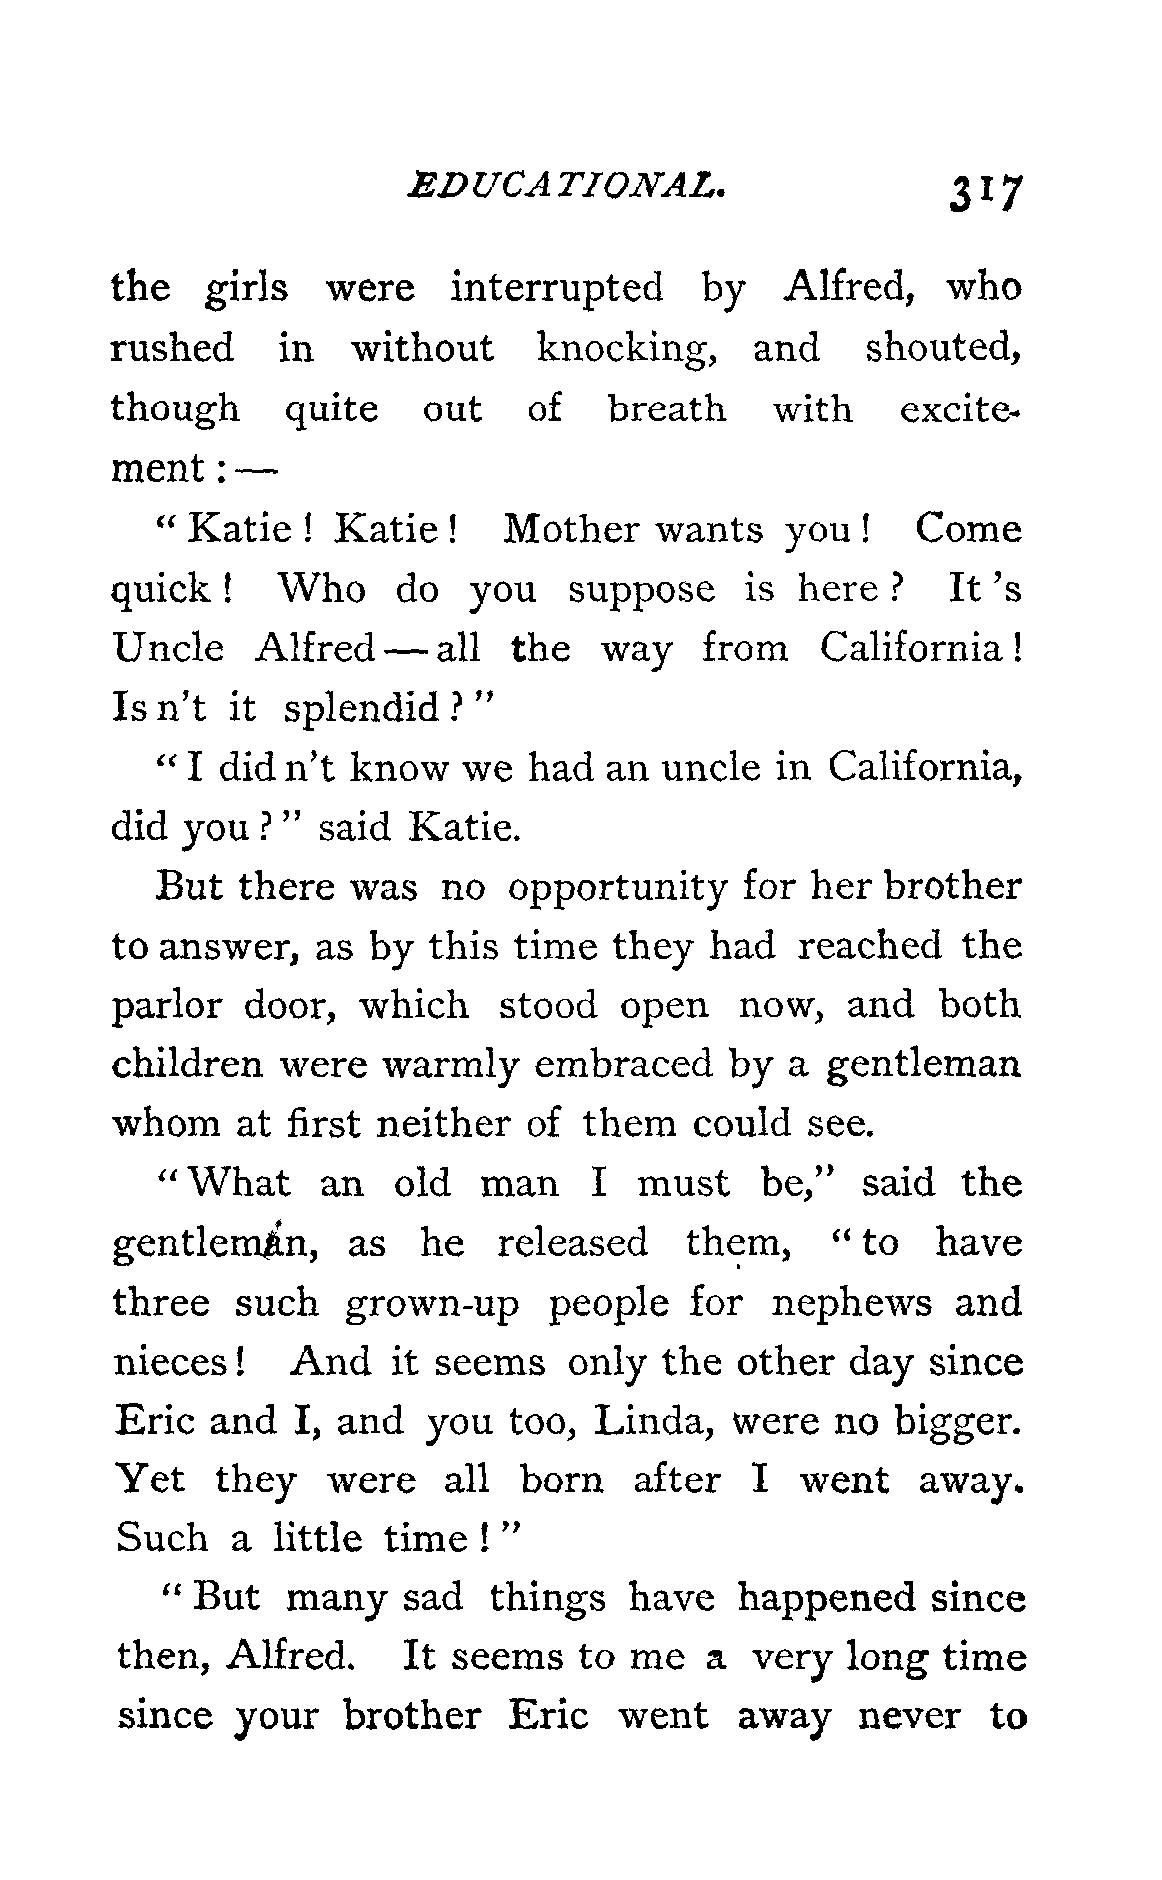 EDUCATIONAL. 317
the girls were interrupted by Alfred, who
rushed in without knocking, and shouted,
though quite out of breath with excite-
ment : —
“ Katie ! Katie ! Mother wants you ! Come
quick ! Who do you suppose is here ? It 's
Uncle Alfred — all the way from California !
Is n't it splendid ? ”
“ I did n't know we had an uncle in California,
did you ? ” said Katie.
But there was no opportunity for her brother
to answer, as by this time they had reached the
parlor door, which stood open now, and both
children were warmly embraced by a gentleman
whom at first neither of them could see.
“ What an old man I must be,” said the
gentleman, as he released them, “ to have
three such grown-up people for nephews and
nieces ! And it seems only the other day since
Eric and I, and you too, Linda, were no bigger.
Yet they were all born after I went away.
Such a little time ! ”
“ But many sad things have happened since
then, Alfred. It seems to me a very long time
since your brother Eric went away never to